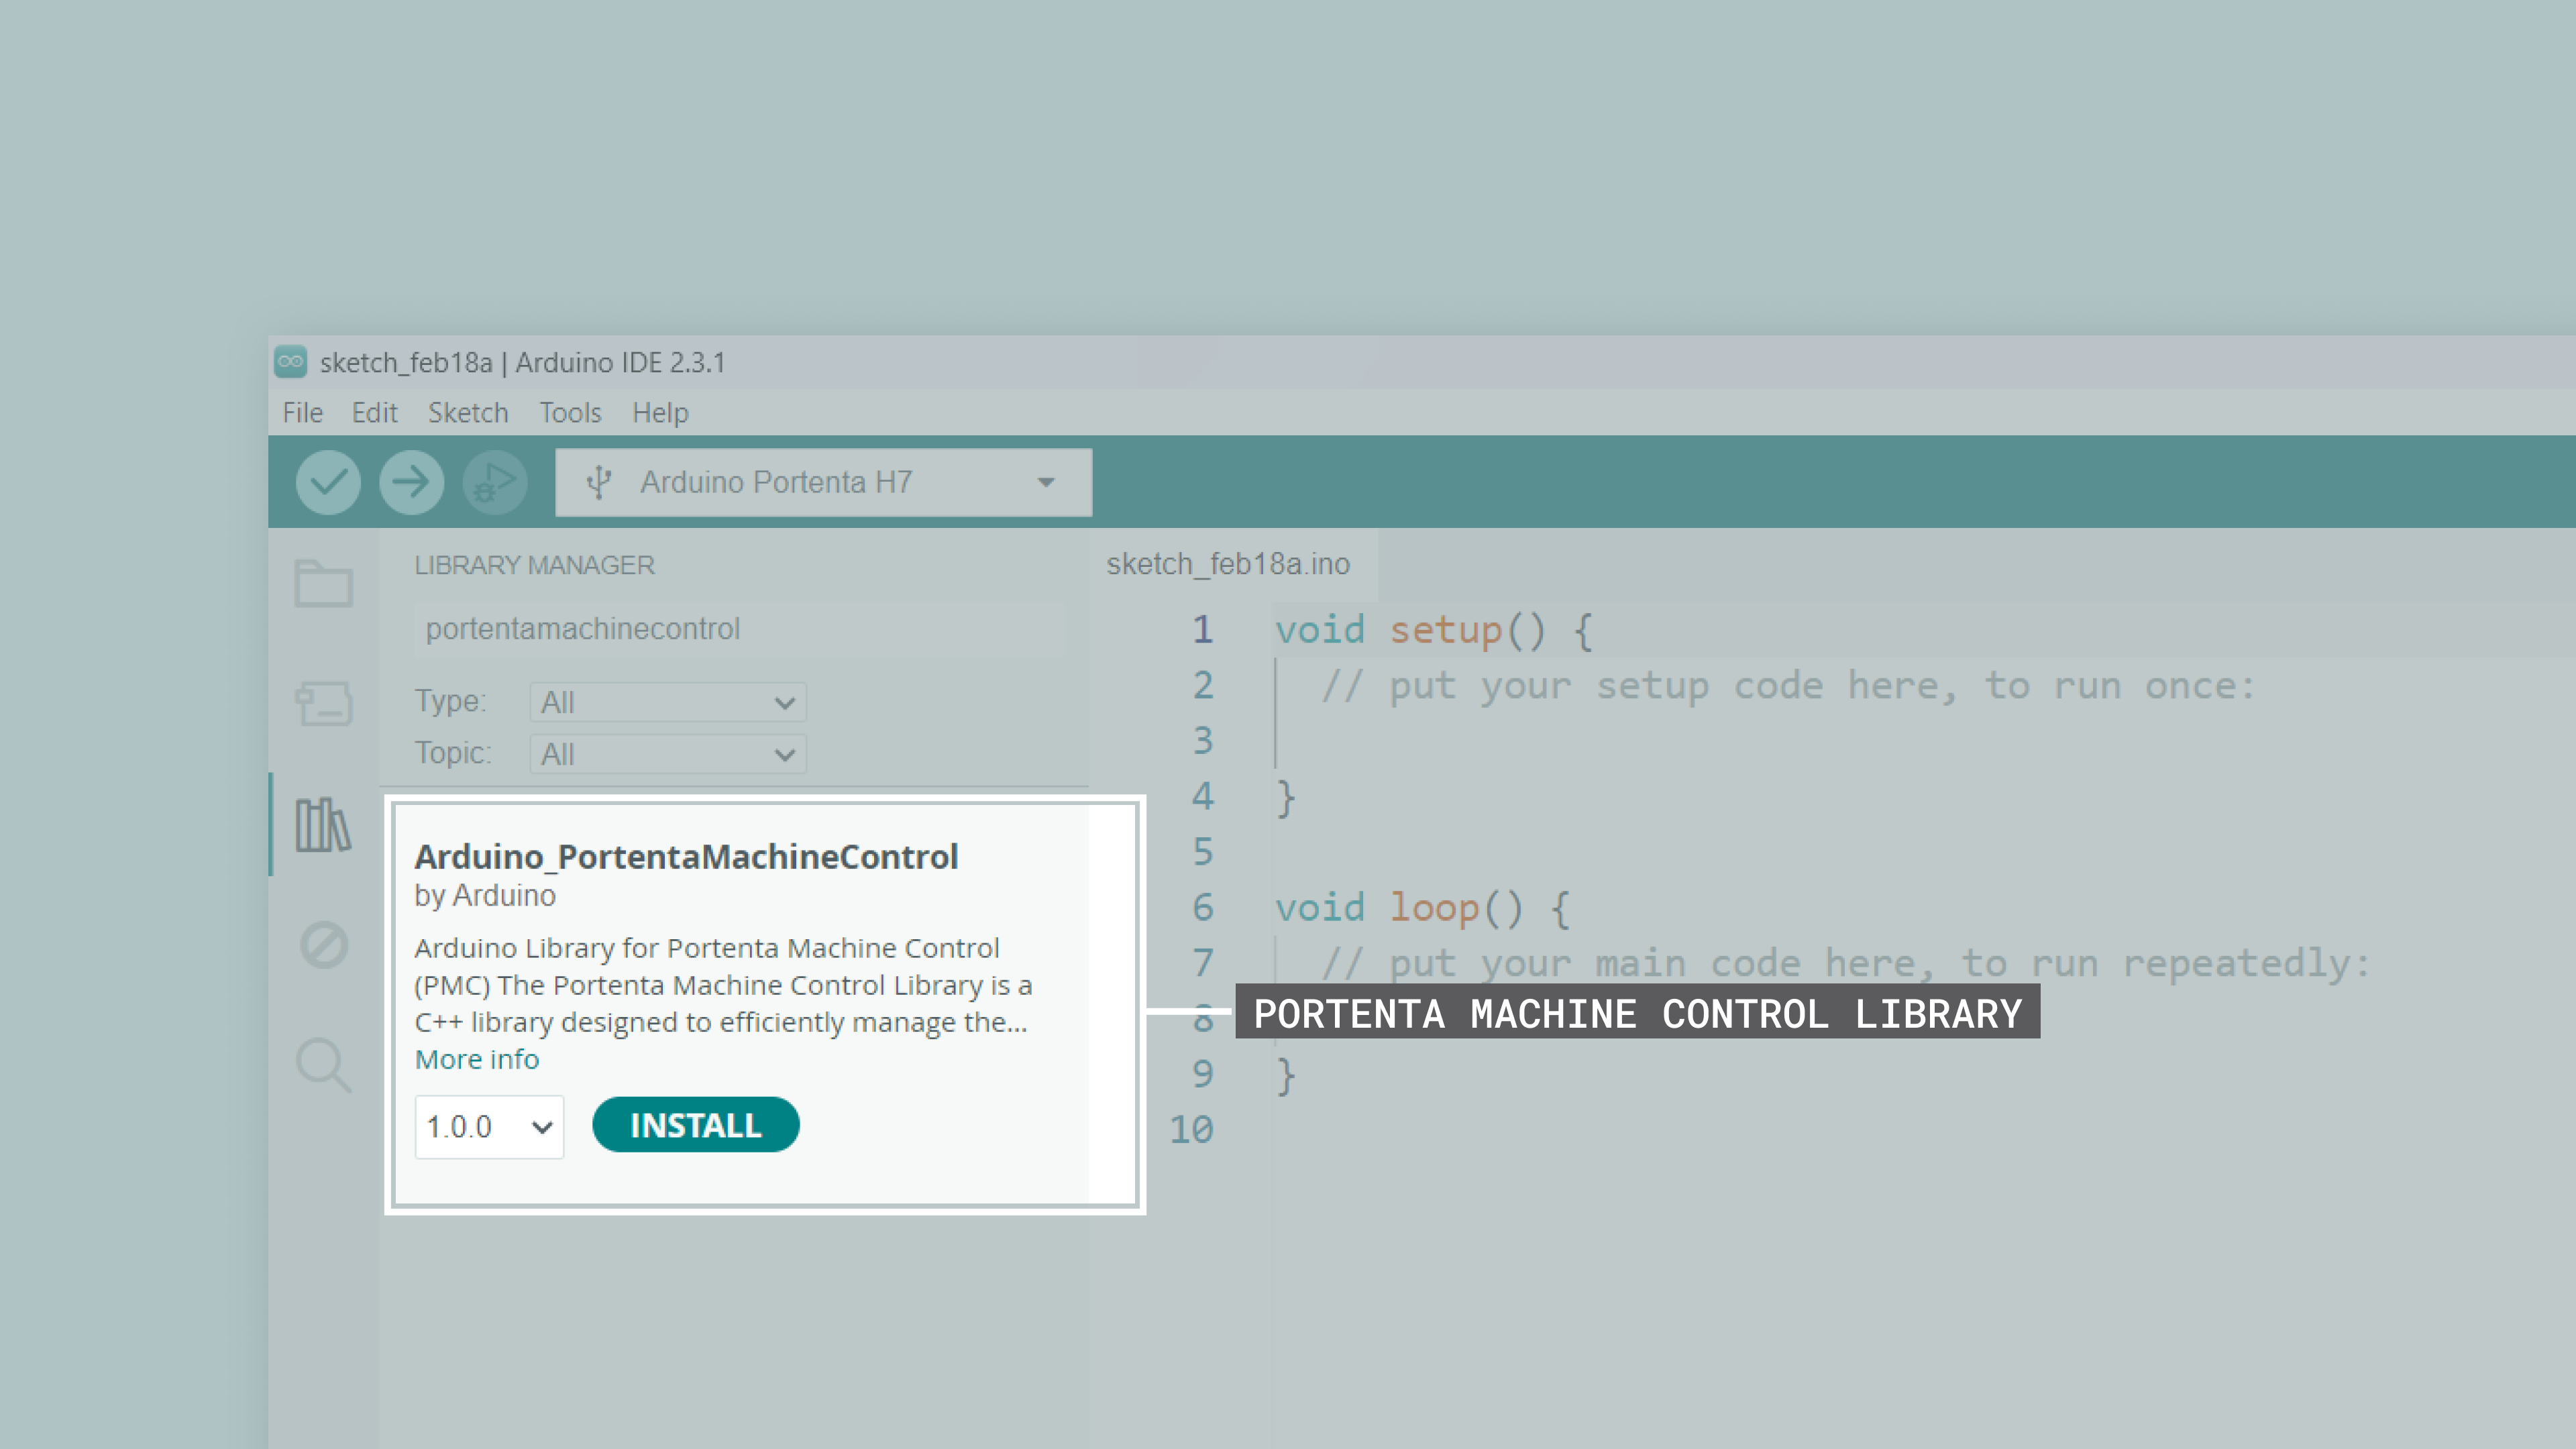 sketch_feb18a | Arduino IDE 2.3.1
File Edit Sketch Tools Help
Arduino Portenta H7
LIBRARY MANAGER
portentamachinecontrol
Type: All
Topic: All
Arduino_PortentaMachineControl
by Arduino
Arduino Library for Portenta Machine Control
(PMC) The Portenta Machine Control Library is a
C++ library designed to efficiently manage the...
More info
1.0.0 INSTALL
sketch_feb18a.ino
1 void setup() {
2 // put your setup code here, to run once:
3
4 }
5
6 void loop() {
7 // put your main code here, to run repeatedly:
8
PORTENTA MACHINE CONTROL LIBRARY
9 }
10